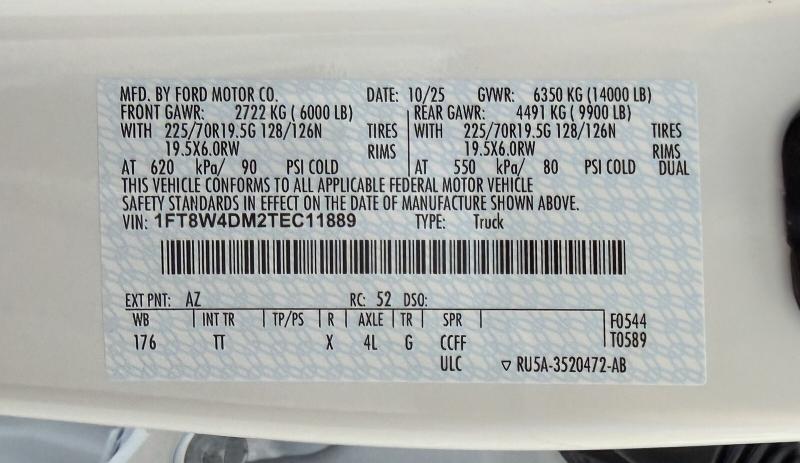 MFD. BY FORD MOTOR CO. DATE: 10/25 GVWR: 6350 KG (14000 LB)
FRONT GAWR: 2722 KG ( 6000 LB) REAR GAWR: 4491 KG ( 9900 LB)
WITH 225/70R19.5G 128/126N TIRES WITH 225/70R19.5G 128/126N TIRES
19.5X6.0RW RIMS 19.5X6.0RW RIMS
AT 620 kPa/ 90 PSI COLD AT 550 kPa/ 80 PSI COLD DUAL
THIS VEHICLE CONFORMS TO ALL APPLICABLE FEDERAL MOTOR VEHICLE
SAFETY STANDARDS IN EFFECT ON THE DATE OF MANUFACTURE SHOWN ABOVE.
VIN: 1FT8W4DM2TEC11889 TYPE: Truck
EXT PNT: AZ RC: 52 DSO:
WB INT TR TP/PS R AXLE TR SPR F0544
176 TT X 4L G CCFF T0589
ULC ▽ RU5A-3520472-AB